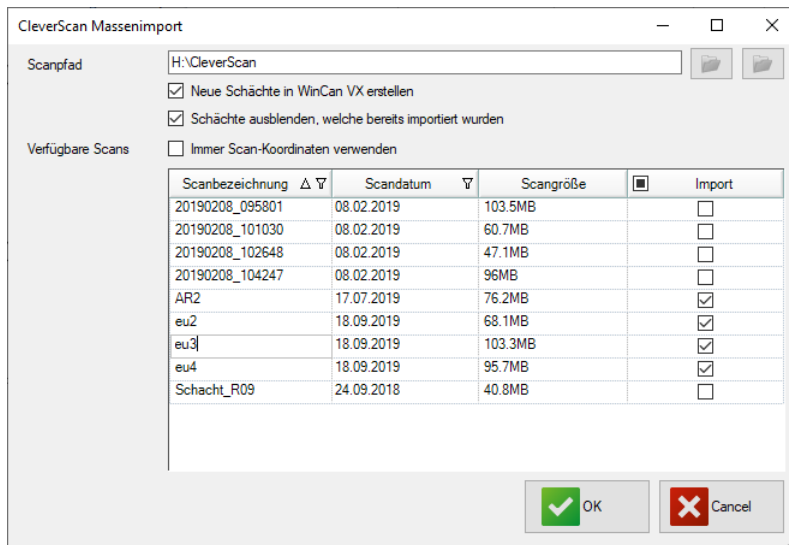 CleverScan Massenimport
Scanpfad H:\CleverScan
Neue Schächte in WinCan VX erstellen
Schächte ausblenden, welche bereits importiert wurden
Verfügbare Scans Immer Scan-Koordinaten verwenden
Scanbezeichnung Scandatum Scangröße Import
20190208_095801 08.02.2019 103.5MB
20190208_101030 08.02.2019 60.7MB
20190208_102648 08.02.2019 47.1MB
20190208_104247 08.02.2019 96MB
AR2 17.07.2019 76.2MB
eu2 18.09.2019 68.1MB
eu3 18.09.2019 103.3MB
eu4 18.09.2019 95.7MB
Schacht_R09 24.09.2018 40.8MB
OK Cancel